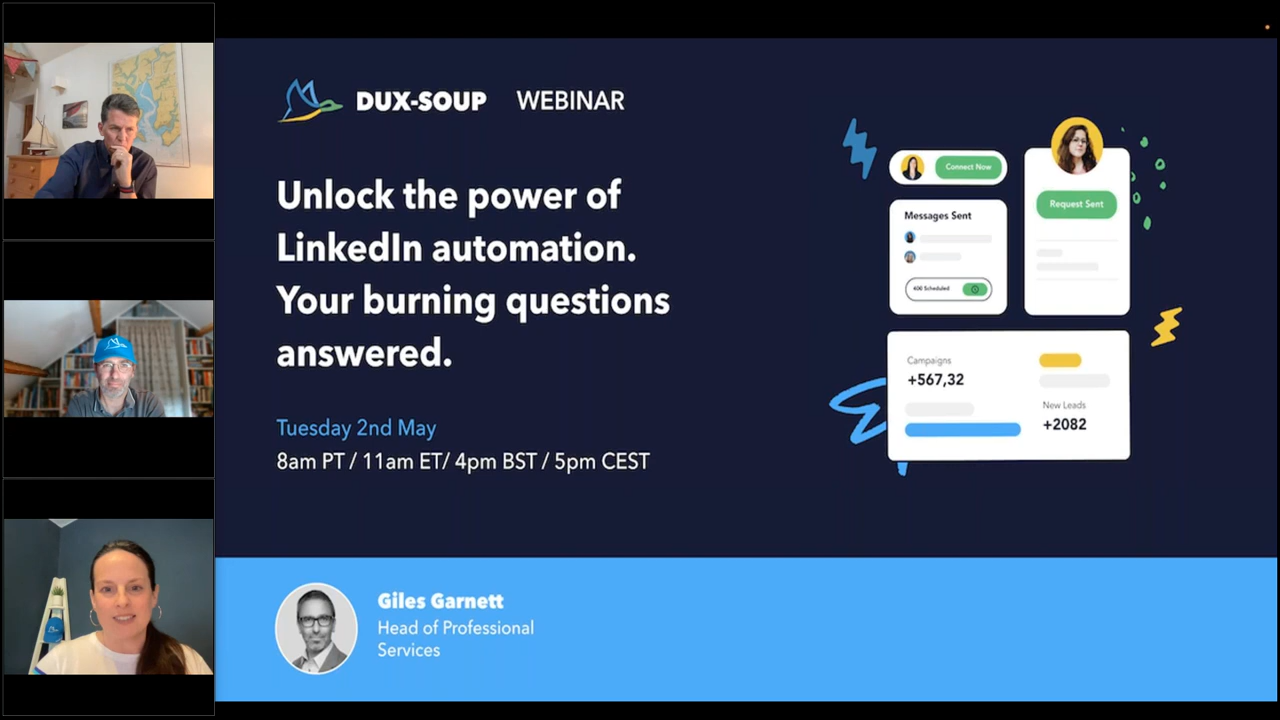 DUX-SOUP WEBINAR
Unlock the power of
LinkedIn automation.
Your burning questions
answered.
Tuesday 2nd May
8am PT / 11am ET/ 4pm BST / 5pm CEST
Connect Now
Messages Sent
400 Scheduled
Request Sent
Campaigns
+567,32
New Leads
+2082
Giles Garnett
Head of Professional
Services